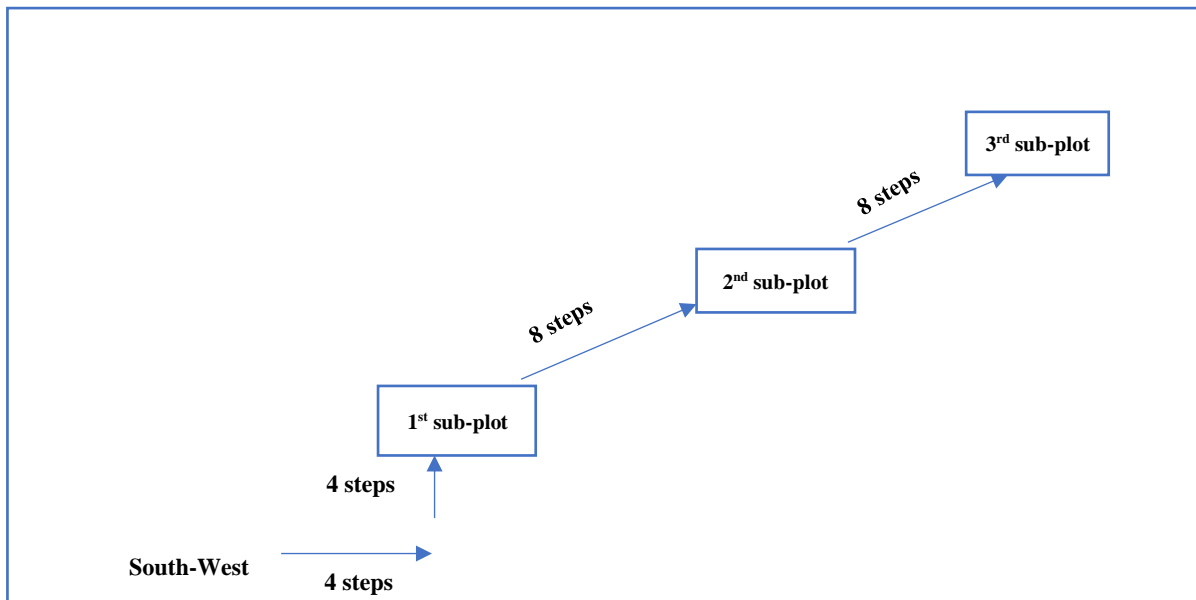 3rd sub-plot
8 steps
2nd sub-plot
8 steps
1st sub-plot
4 steps
South-West
4 steps